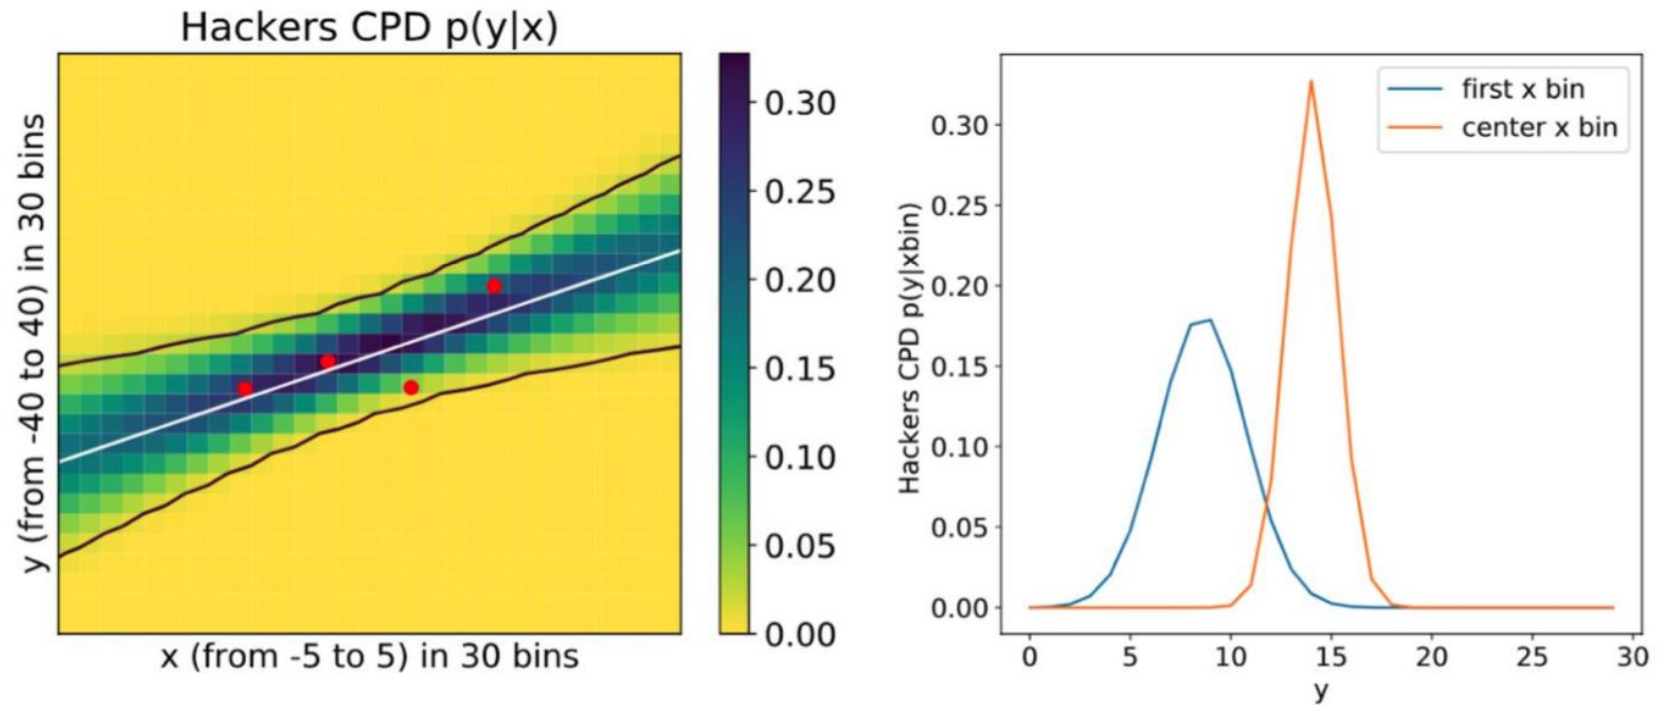 Hackers CPD p(y|x)
y (from -40 to 40) in 30 bins
x (from -5 to 5) in 30 bins
0.30
0.25
0.20
0.15
0.10
0.05
0.00
first x bin
center x bin
Hackers CPD p(y|xbin)
0.30
0.25
0.20
0.15
0.10
0.05
0.00
0 5 10 15 20 25 30
y